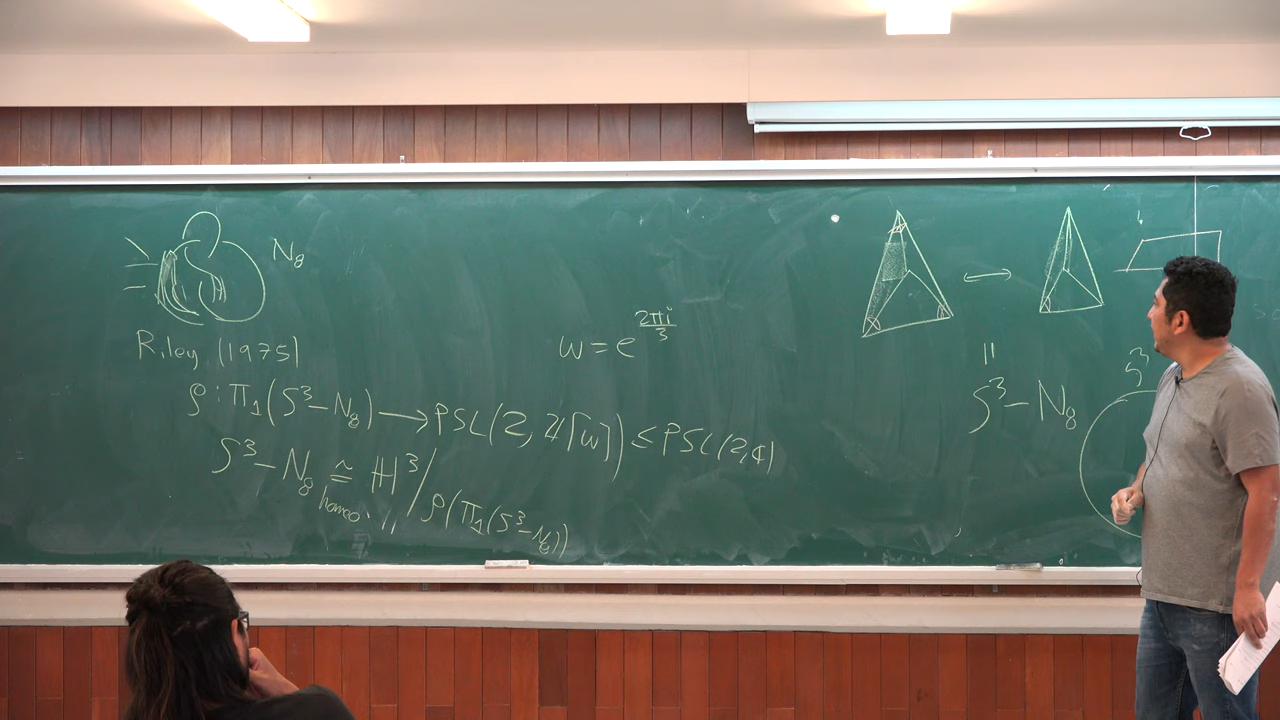 N₈
Riley (1975)
ω = e^{2πi/3}
ρ : π₁(S³ − N₈) ⟶ PSL(2, ℤ[ω]) ≤ PSL(2, ℂ)
S³ − N₈ ≅ ℍ³ / ρ(π₁(S³ − N₈))
homeo.
⟷
||
S³ − N₈
S³